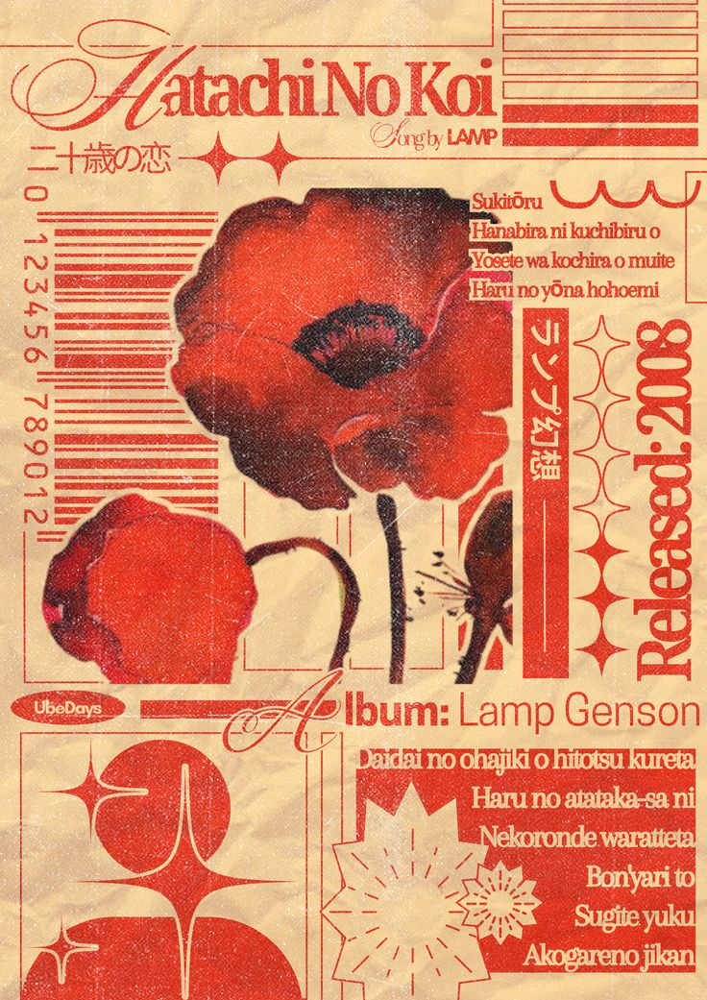 Hatachi No Koi
Song by LAMP
二十歳の恋
0 123456 789012
Sukitōru
Hanabira ni kuchibiru o
Yosete wa kochira o muite
Haru no yōna hohoemi
ランプ幻想
Released: 2008
UbeDays
Album: Lamp Genson
Daidai no ohajiki o hitotsu kureta
Haru no atataka-sa ni
Nekoronde waratteta
Bon'yari to
Sugite yuku
Akogareno jikan